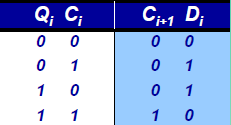 Qi Ci Ci+1 Di
0 0 0 0
0 1 0 1
1 0 0 1
1 1 1 0